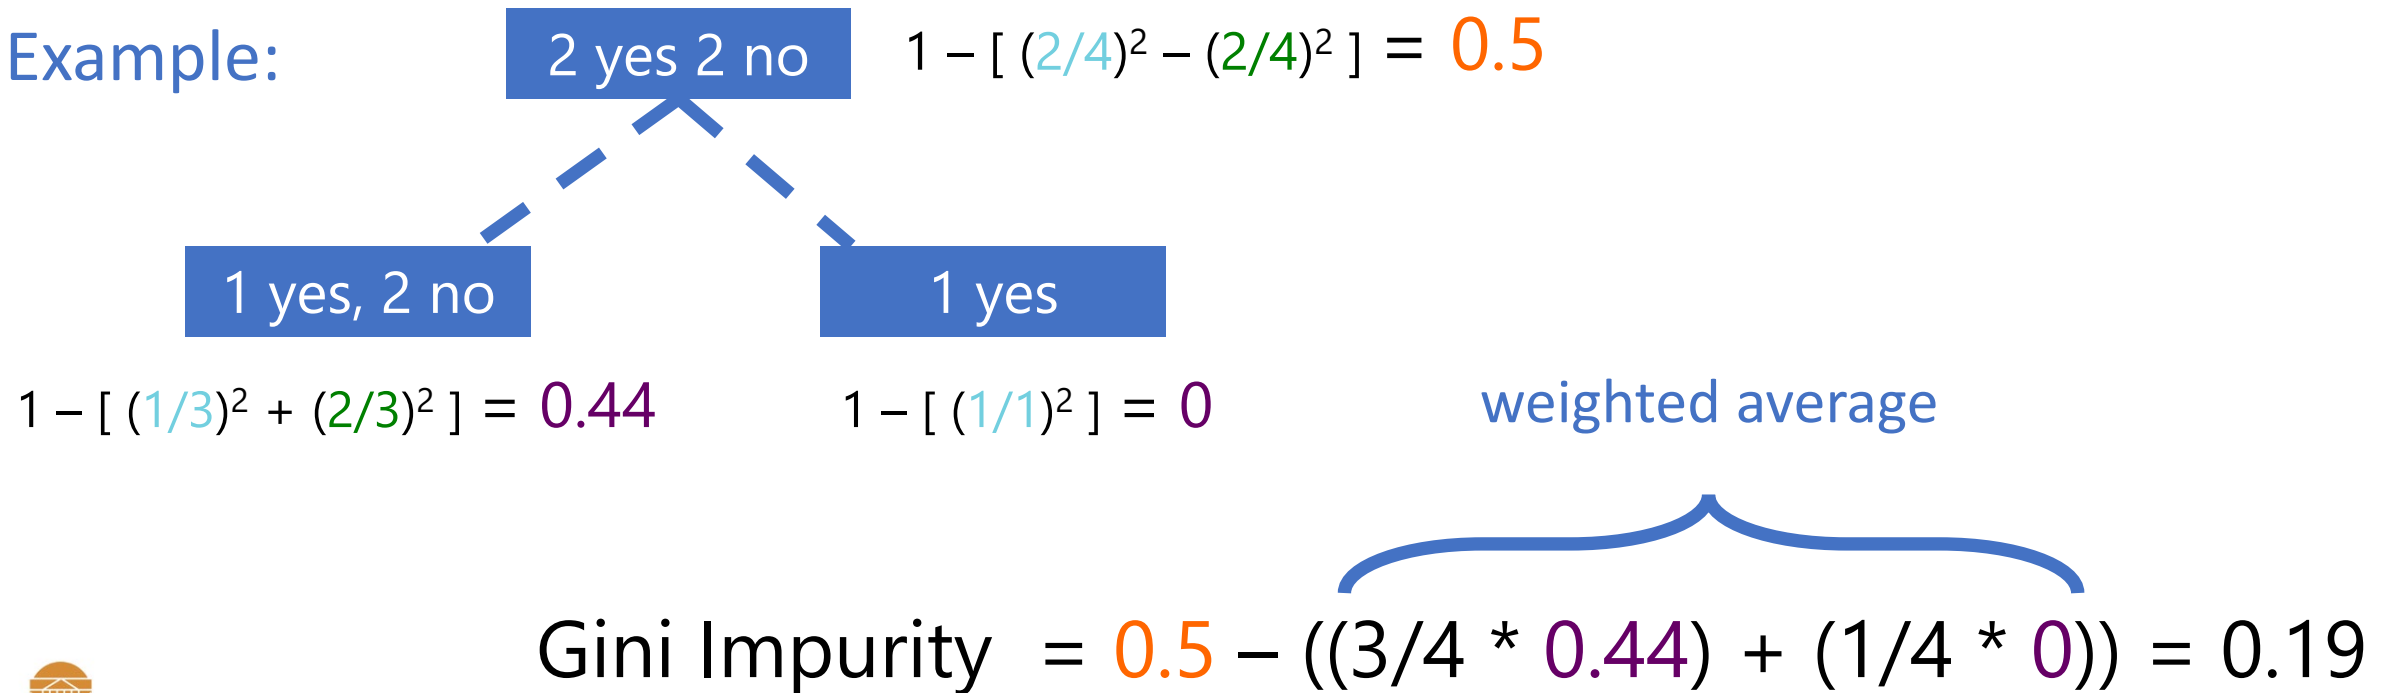 Example:
2 yes 2 no
1 – [ (2/4)² – (2/4)² ] = 0.5
1 yes, 2 no
1 yes
1 – [ (1/3)² + (2/3)² ] = 0.44
1 – [ (1/1)² ] = 0
weighted average
Gini Impurity = 0.5 – ((3/4 * 0.44) + (1/4 * 0)) = 0.19